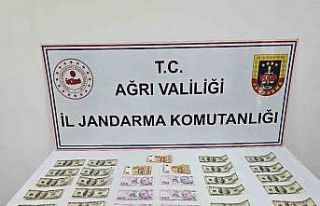 T.C.
AĞRI VALİLİĞİ
İL JANDARMA KOMUTANLIĞI